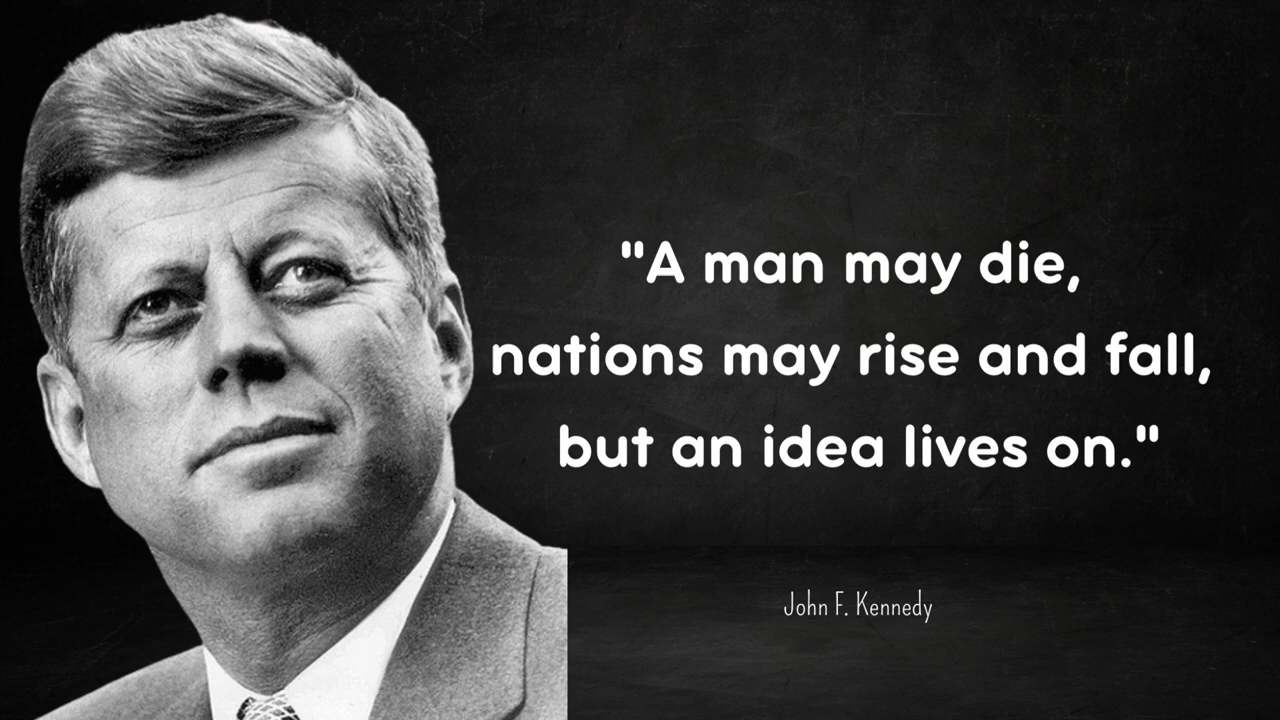 "A man may die,
nations may rise and fall,
but an idea lives on."
John F. Kennedy